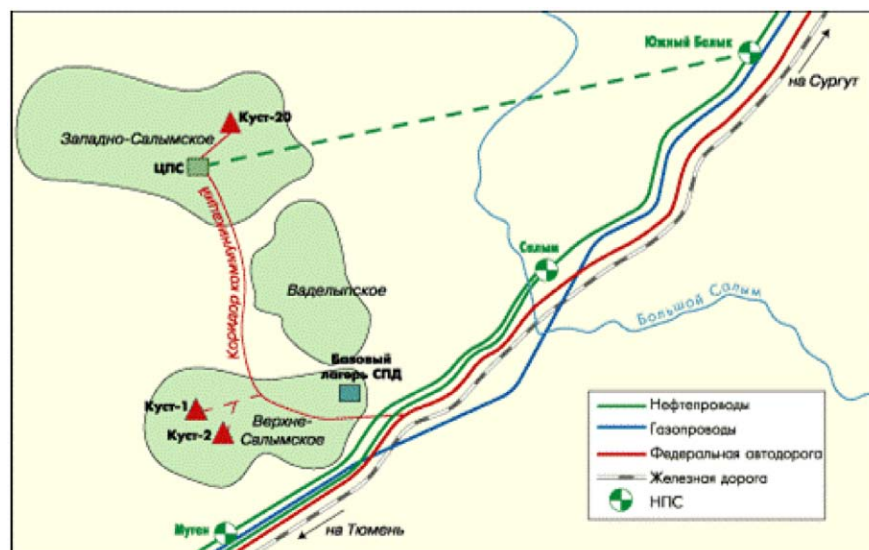 Южный Балык
на Сургут
Куст-20
Западно-Салымское
ЦПС
Коридор коммуникаций
Салым
Ваделыпское
Большой Салым
Базовый
лагерь СПД
Куст-1
Куст-2
Верхне-
Салымское
Нефтепроводы
Газопроводы
Федеральная автодорога
Железная дорога
НПС
Муген
на Тюмень